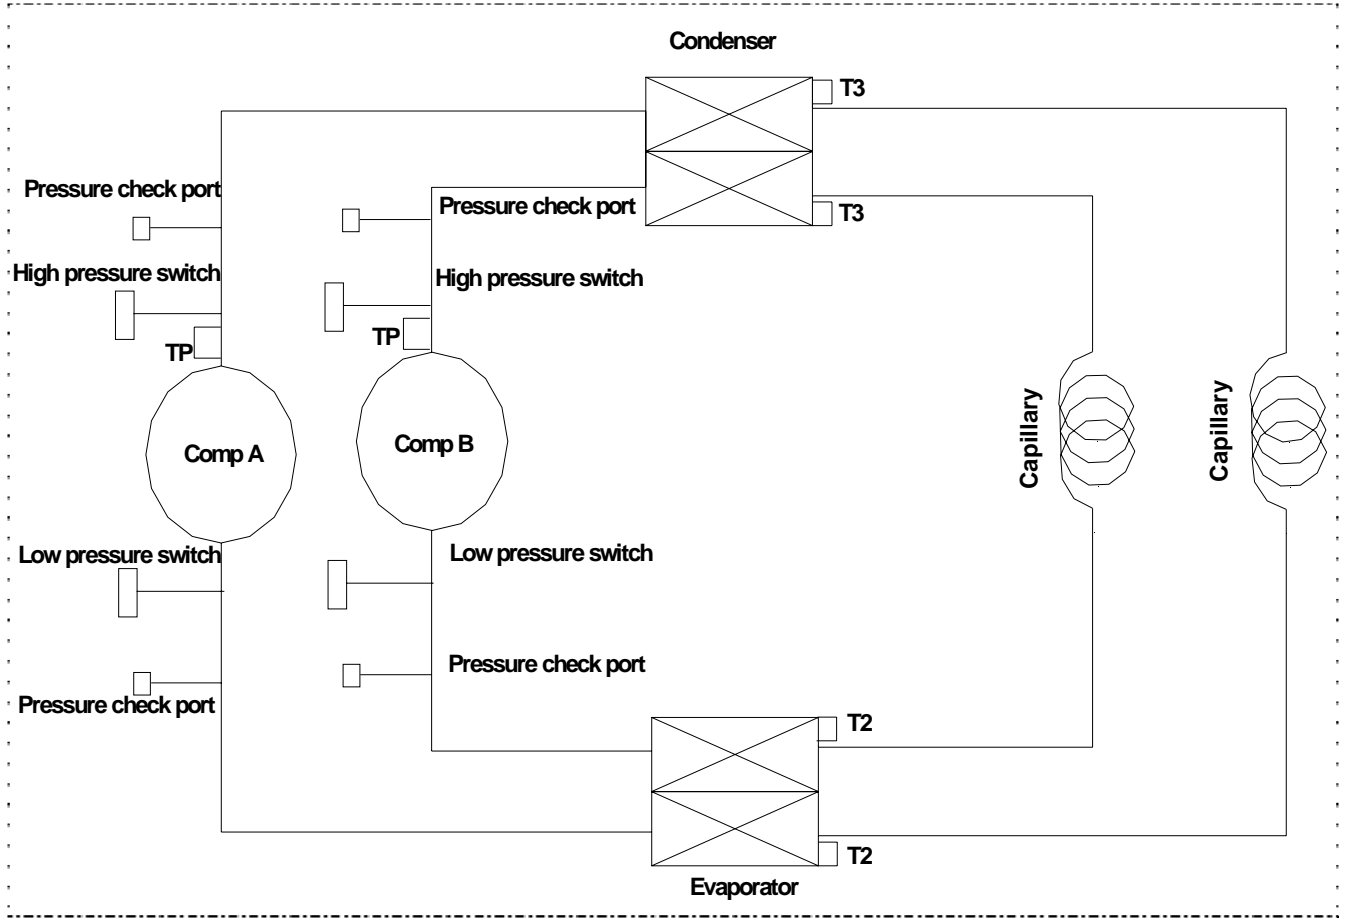 Condenser
T3
Pressure check port
Pressure check port
T3
High pressure switch
High pressure switch
TP
TP
Comp A
Comp B
Capillary
Capillary
Low pressure switch
Low pressure switch
Pressure check port
Pressure check port
T2
T2
Evaporator